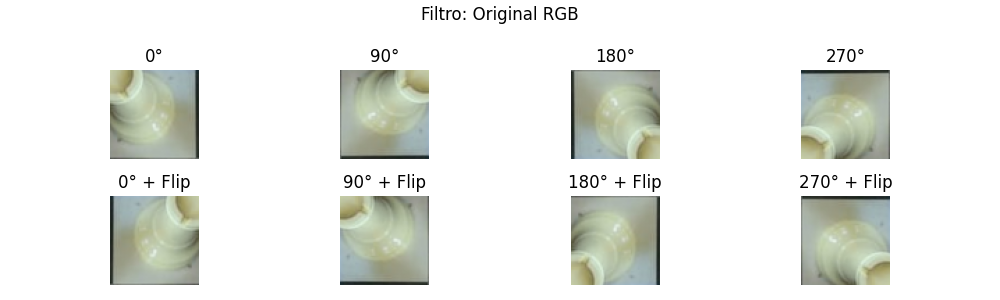 Filtro: Original RGB
0° 90° 180° 270°
0° + Flip 90° + Flip 180° + Flip 270° + Flip